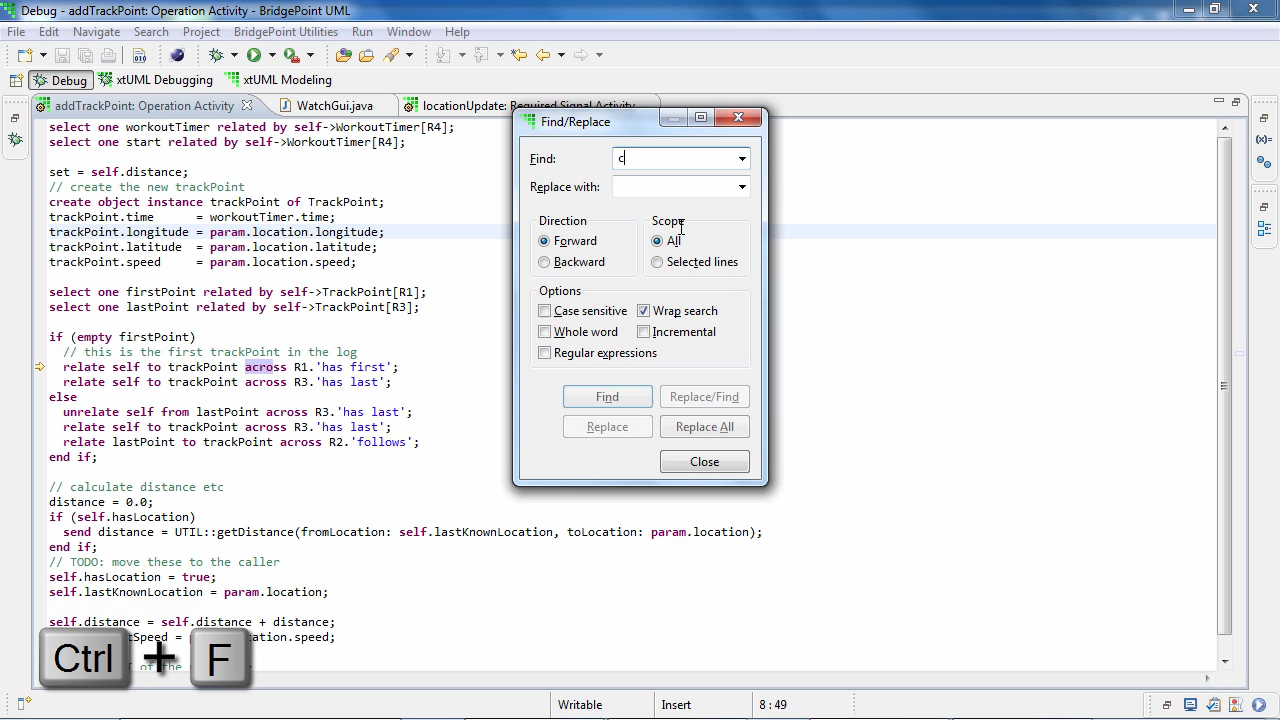 Debug - addTrackPoint: Operation Activity - BridgePoint UML
File Edit Navigate Search Project BridgePoint Utilities Run Window Help
Debug xtUML Debugging xtUML Modeling
addTrackPoint: Operation Activity WatchGui.java locationUpdate: Required Signal Activity
select one workoutTimer related by self->WorkoutTimer[R4];
select one start related by self->WorkoutTimer[R4];
set = self.distance;
// create the new trackPoint
create object instance trackPoint of TrackPoint;
trackPoint.time = workoutTimer.time;
trackPoint.longitude = param.location.longitude;
trackPoint.latitude = param.location.latitude;
trackPoint.speed = param.location.speed;
select one firstPoint related by self->TrackPoint[R1];
select one lastPoint related by self->TrackPoint[R3];
if (empty firstPoint)
// this is the first trackPoint in the log
relate self to trackPoint across R1.'has first';
relate self to trackPoint across R3.'has last';
else
unrelate self from lastPoint across R3.'has last';
relate self to trackPoint across R3.'has last';
relate lastPoint to trackPoint across R2.'follows';
end if;
// calculate distance etc
distance = 0.0;
if (self.hasLocation)
send distance = UTIL::getDistance(fromLocation: self.lastKnownLocation, toLocation: param.location);
end if;
// TODO: move these to the caller
self.hasLocation = true;
self.lastKnownLocation = param.location;
self.distance = self.distance + distance;
tSpeed = ation.speed;
of the
Find/Replace
Find: c
Replace with:
Direction Scope
Forward All
Backward Selected lines
Options
Case sensitive Wrap search
Whole word Incremental
Regular expressions
Find Replace/Find
Replace Replace All
Close
Ctrl + F
Writable Insert 8:49